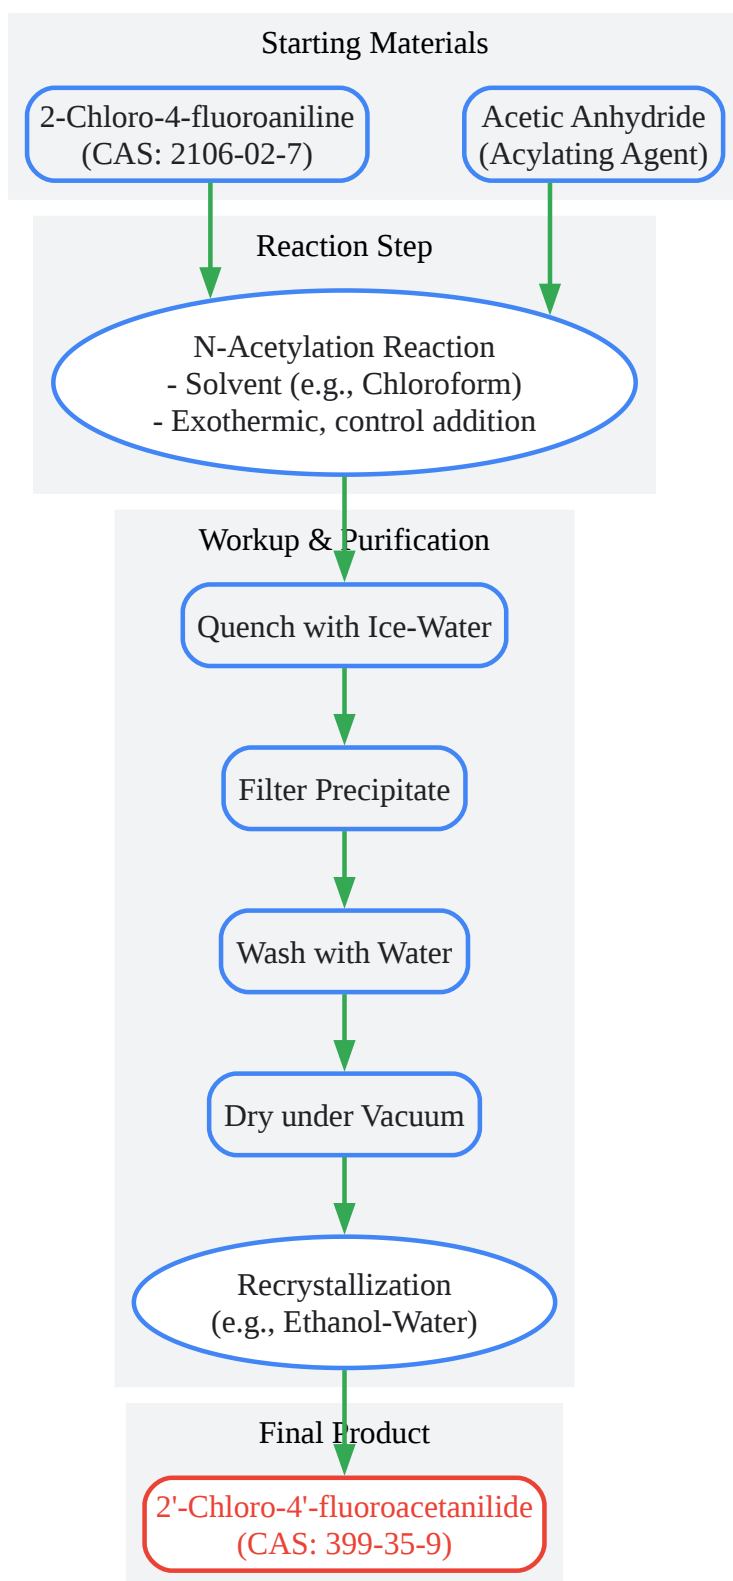 Starting Materials
2-Chloro-4-fluoroaniline
(CAS: 2106-02-7)
Acetic Anhydride
(Acylating Agent)
Reaction Step
N-Acetylation Reaction
- Solvent (e.g., Chloroform)
- Exothermic, control addition
Workup & Purification
Quench with Ice-Water
Filter Precipitate
Wash with Water
Dry under Vacuum
Recrystallization
(e.g., Ethanol-Water)
Final Product
2'-Chloro-4'-fluoroacetanilide
(CAS: 399-35-9)